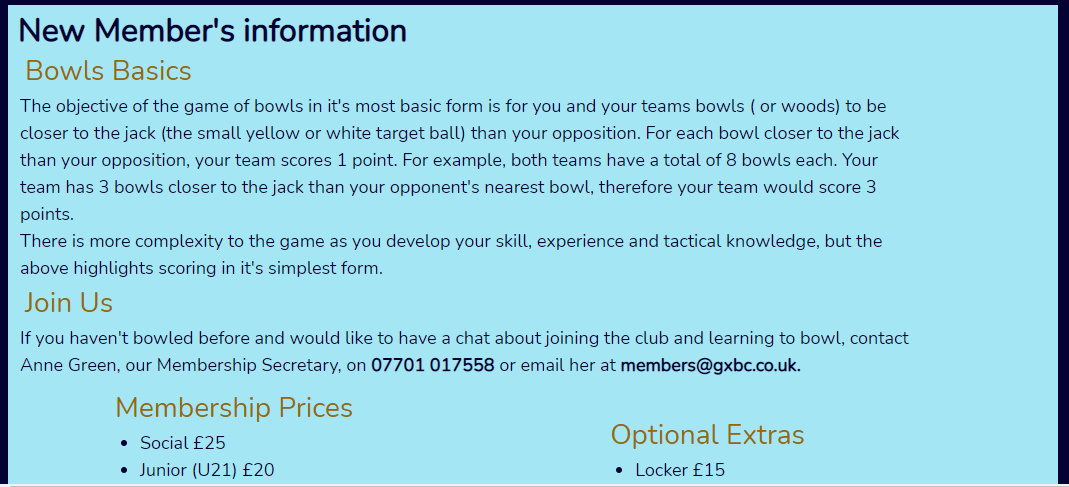 New Member's information
Bowls Basics
The objective of the game of bowls in it's most basic form is for you and your teams bowls ( or woods) to be
closer to the jack (the small yellow or white target ball) than your opposition. For each bowl closer to the jack
than your opposition, your team scores 1 point. For example, both teams have a total of 8 bowls each. Your
team has 3 bowls closer to the jack than your opponent's nearest bowl, therefore your team would score 3
points.
There is more complexity to the game as you develop your skill, experience and tactical knowledge, but the
above highlights scoring in it's simplest form.
Join Us
If you haven't bowled before and would like to have a chat about joining the club and learning to bowl, contact
Anne Green, our Membership Secretary, on 07701 017558 or email her at members@gxbc.co.uk.
Membership Prices
• Social £25
• Junior (U21) £20
Optional Extras
• Locker £15